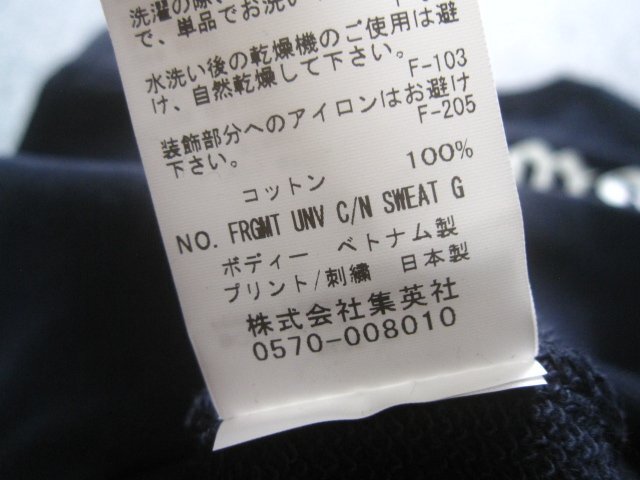 洗濯の際、
で、単品でお洗い
水洗い後の乾燥機のご使用は避
け、自然乾燥して下さい。
F-103
装飾部分へのアイロンはお避け
下さい。
F-205
コットン 100%
NO. FRGMT UNV C/N SWEAT G
ボディー ベトナム製
プリント/刺繍 日本製
株式会社集英社
0570-008010